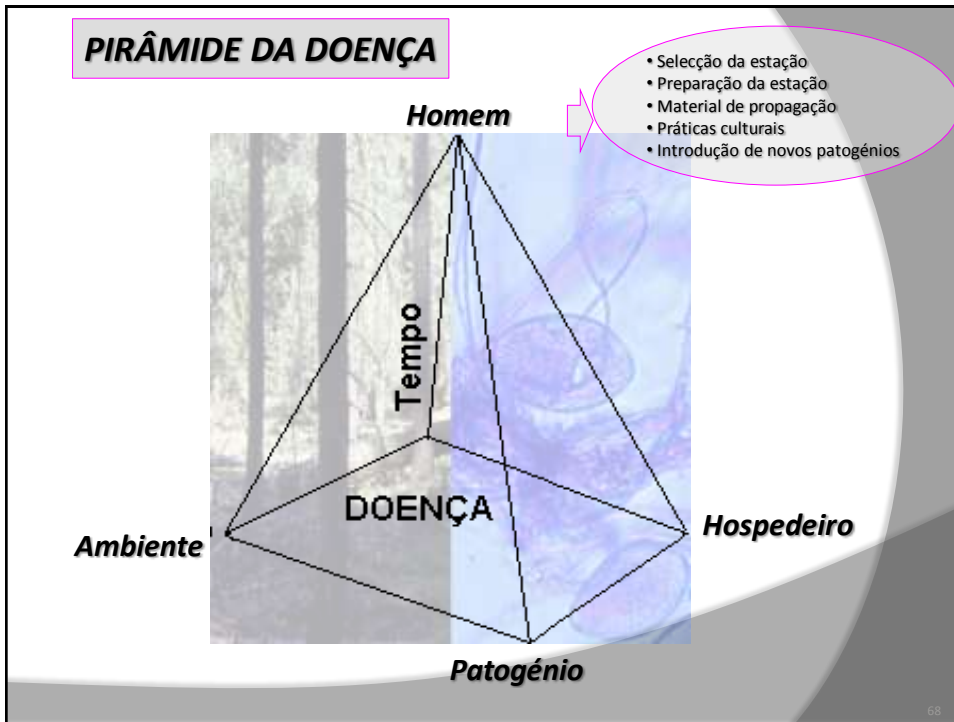 PIRÂMIDE DA DOENÇA
• Selecção da estação
• Preparação da estação
• Material de propagação
• Práticas culturais
• Introdução de novos patogénios
Homem
Tempo
DOENÇA
Ambiente
Hospedeiro
Patogénio
68